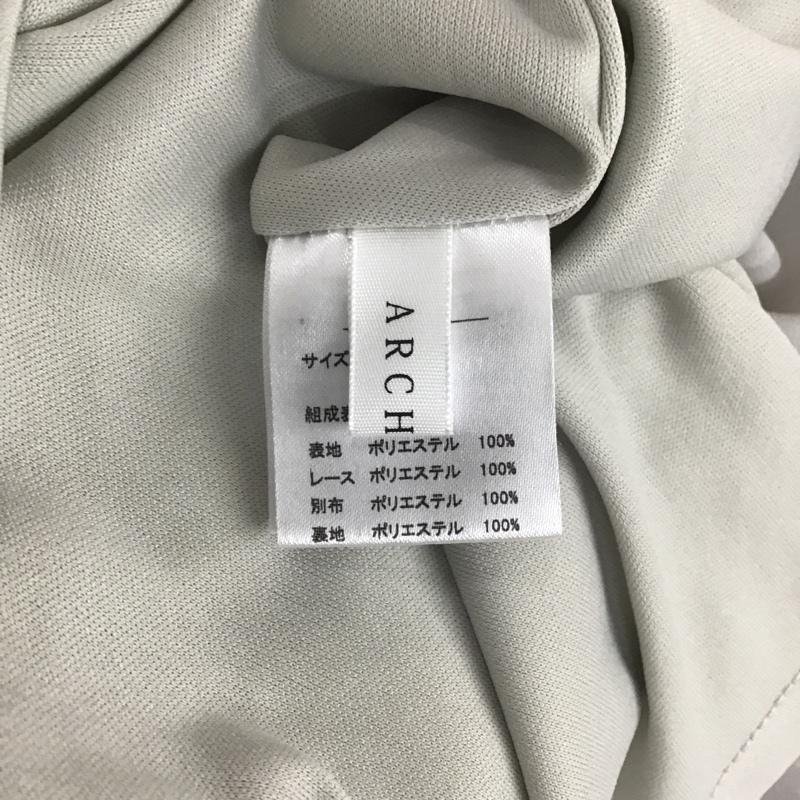 ARCH
サイズ
組成表
表地 ポリエステル 100%
レース ポリエステル 100%
別布 ポリエステル 100%
裏地 ポリエステル 100%